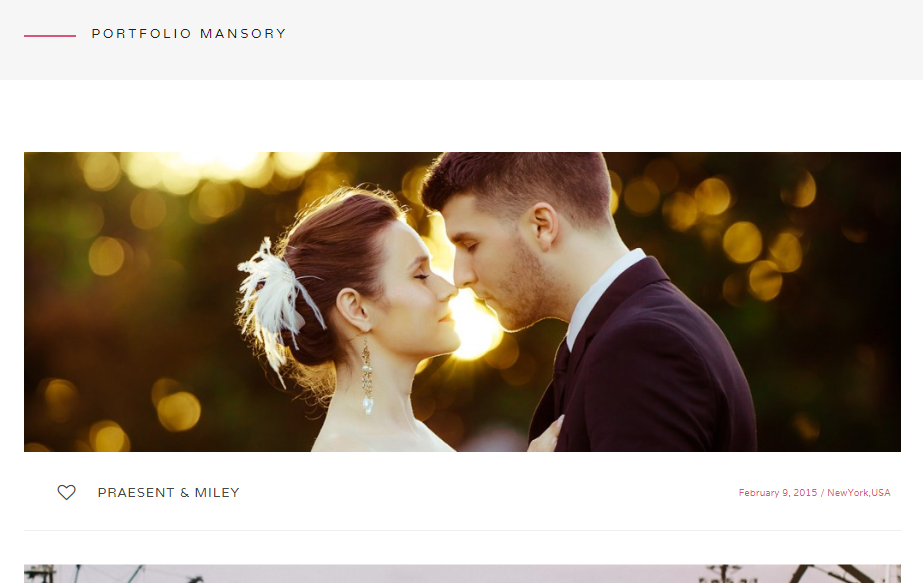 PORTFOLIO MANSORY
PRAESENT & MILEY
February 9, 2015 / NewYork,USA